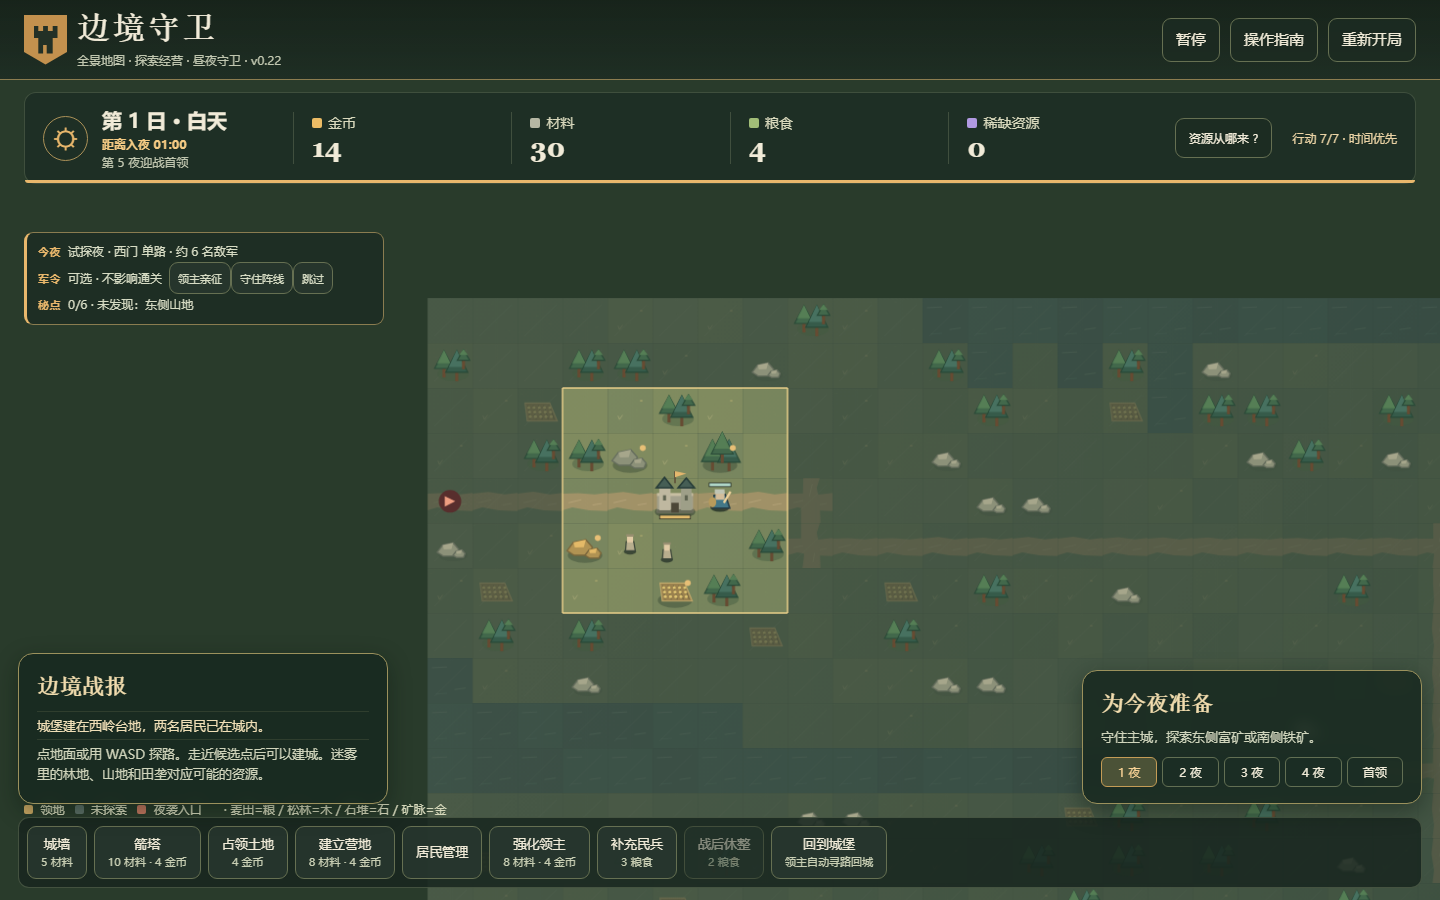 边境守卫
全景地图 · 探索经营 · 昼夜守卫 · v0.22
暂停
操作指南
重新开局
第 1 日 · 白天
距离入夜 01:00
第 5 夜迎战首领
金币
14
材料
30
粮食
4
稀缺资源
0
资源从哪来？
行动 7/7 · 时间优先
今夜 试探夜 · 西门 单路 · 约 6 名敌军
军令 可选 · 不影响通关 领主亲征 守住阵线 跳过
秘点 0/6 · 未发现：东侧山地
边境战报
城堡建在西岭台地，两名居民已在城内。
点地面或用 WASD 探路。走近候选点后可以建城。迷雾
里的林地、山地和田垄对应可能的资源。
为今夜准备
守住主城，探索东侧富矿或南侧铁矿。
1 夜
2 夜
3 夜
4 夜
首领
领地 未探索 夜袭入口 · 麦田=粮 / 松林=木 / 石堆=石 / 矿脉=金
城墙
5 材料
箭塔
10 材料 · 4 金币
占领土地
4 金币
建立营地
8 材料 · 4 金币
居民管理
强化领主
8 材料 · 4 金币
补充民兵
3 粮食
战后休整
2 粮食
回到城堡
领主自动寻路回城